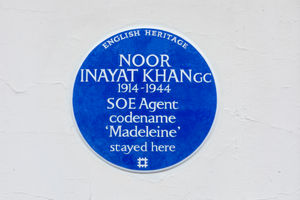 ENGLISH HERITAGE
NOOR
INAYAT KHAN GC
1914-1944
SOE Agent
codename
‘Madeleine’
stayed here